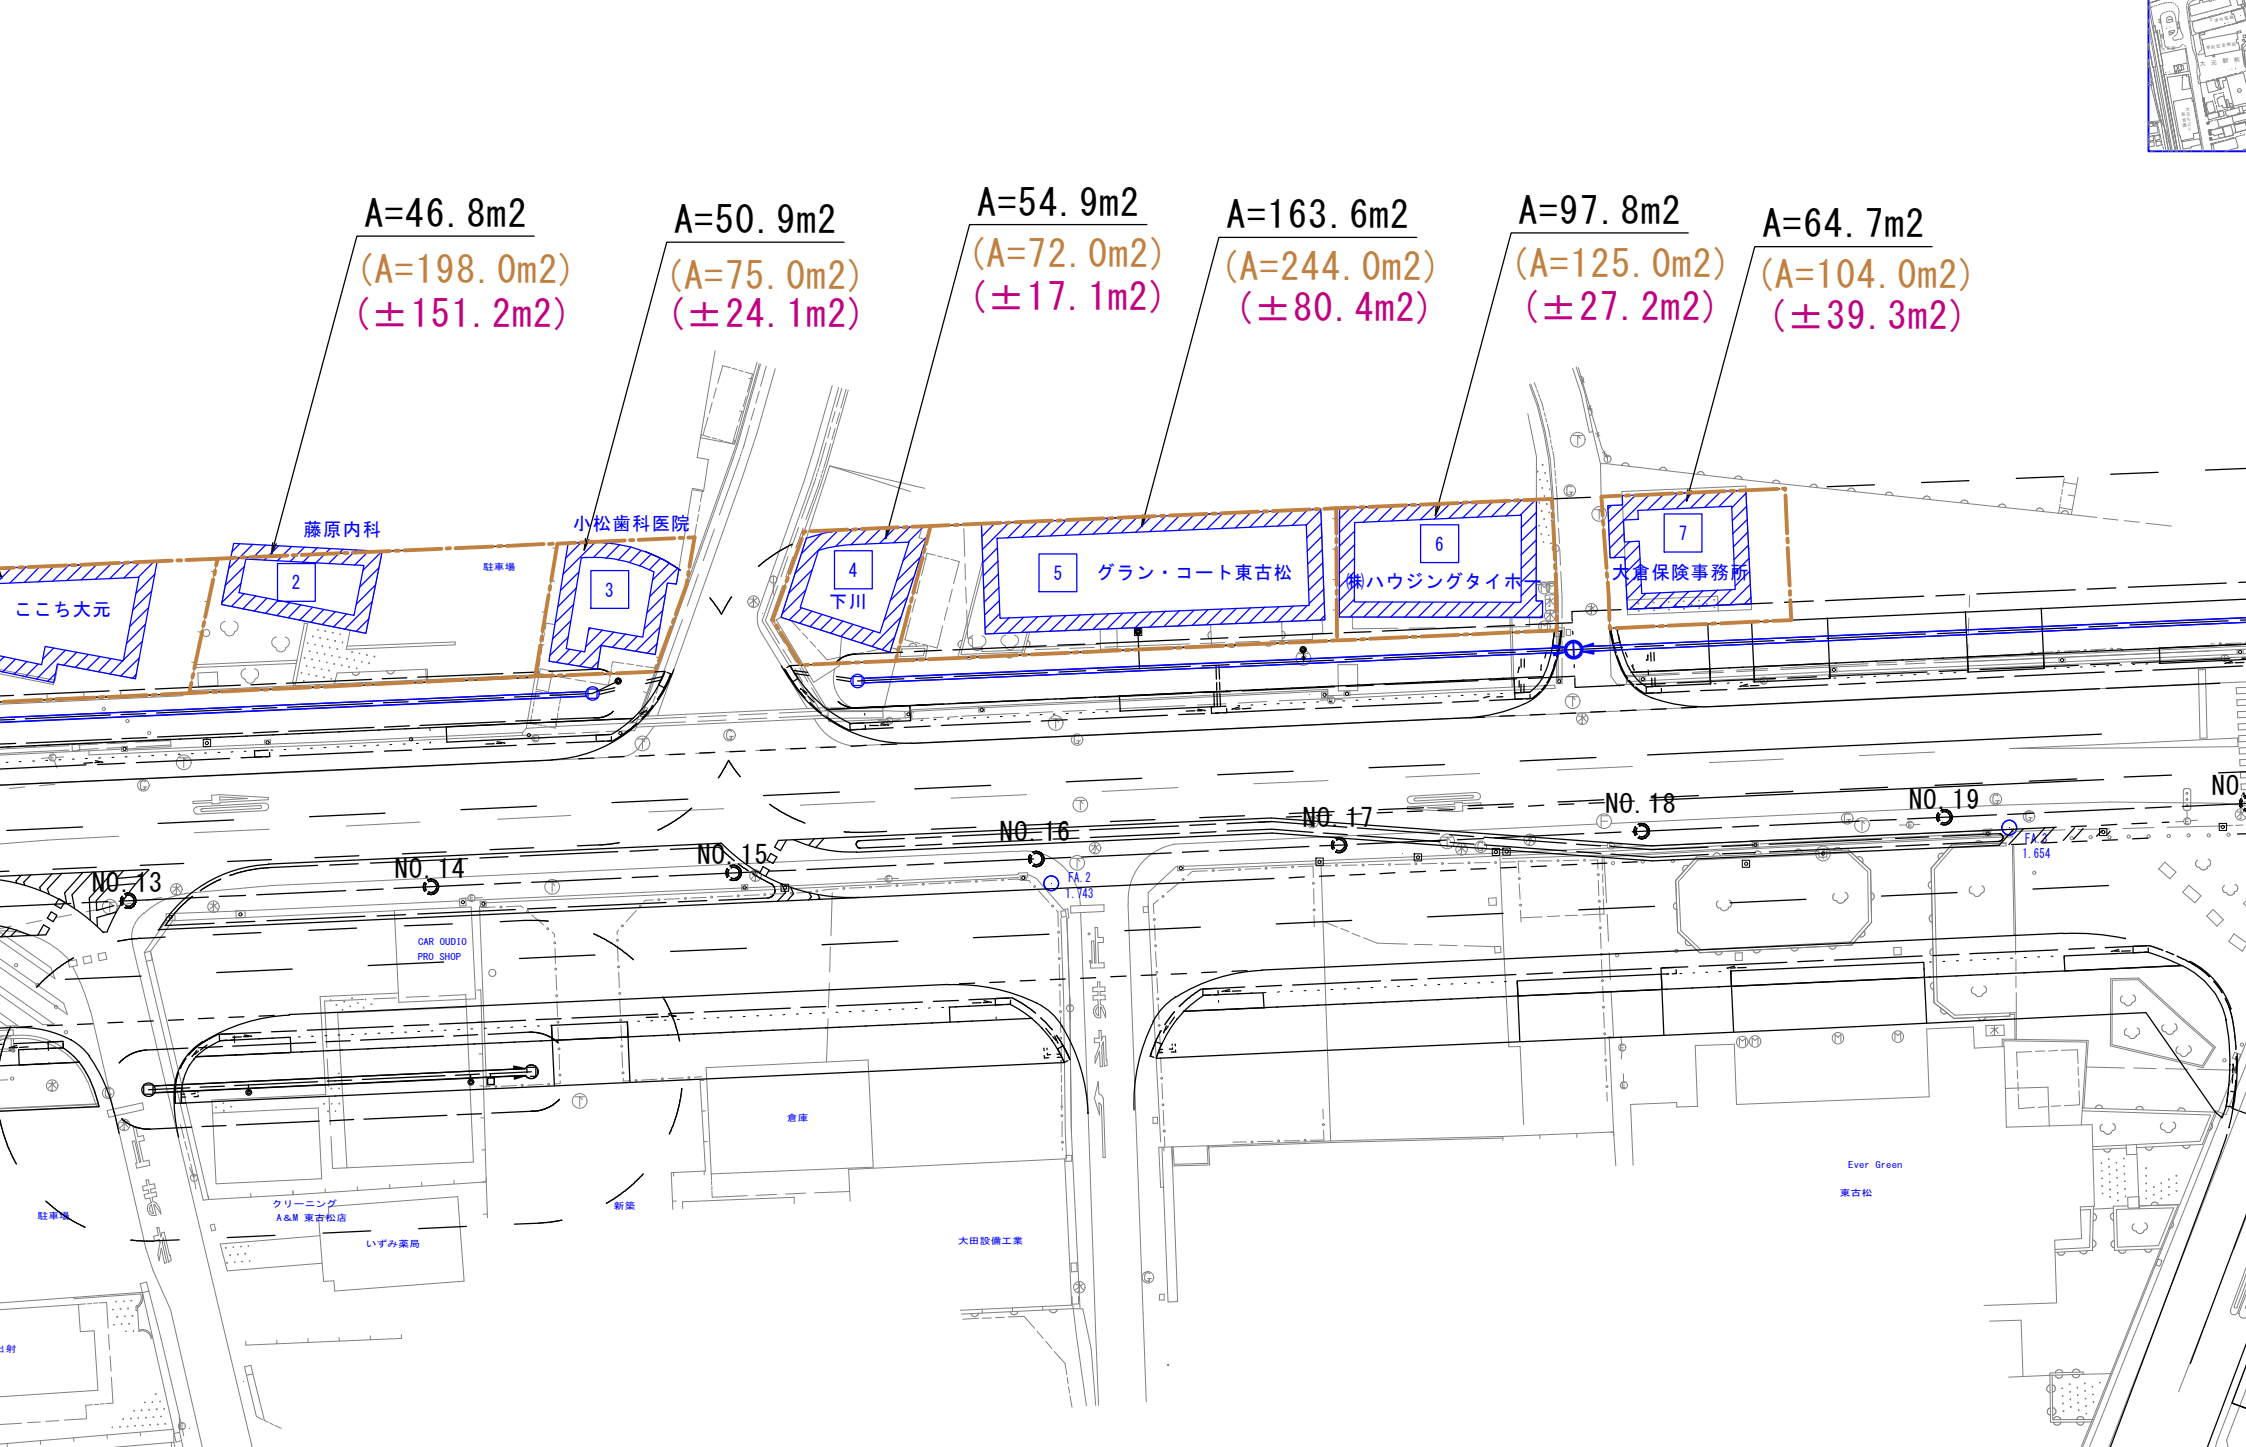 A=46.8m2
(A=198.0m2)
(±151.2m2)
A=50.9m2
(A=75.0m2)
(±24.1m2)
A=54.9m2
(A=72.0m2)
(±17.1m2)
A=163.6m2
(A=244.0m2)
(±80.4m2)
A=97.8m2
(A=125.0m2)
(±27.2m2)
A=64.7m2
(A=104.0m2)
(±39.3m2)
ここち大元
藤原内科
2
駐車場
小松歯科医院
3
4
下川
5
グラン・コート東古松
6
㈱ハウジングタイホー
7
大倉保険事務所
NO.13
NO.14
NO.15
NO.16
NO.17
NO.18
NO.19
NO
FA.2
1.743
FA.3
1.654
CAR OUDIO
PRO SHOP
倉庫
クリーニング
A&M 東古松店
いずみ薬局
新築
大田設備工業
駐車場
Ever Green
東古松
止まれ
止まれ